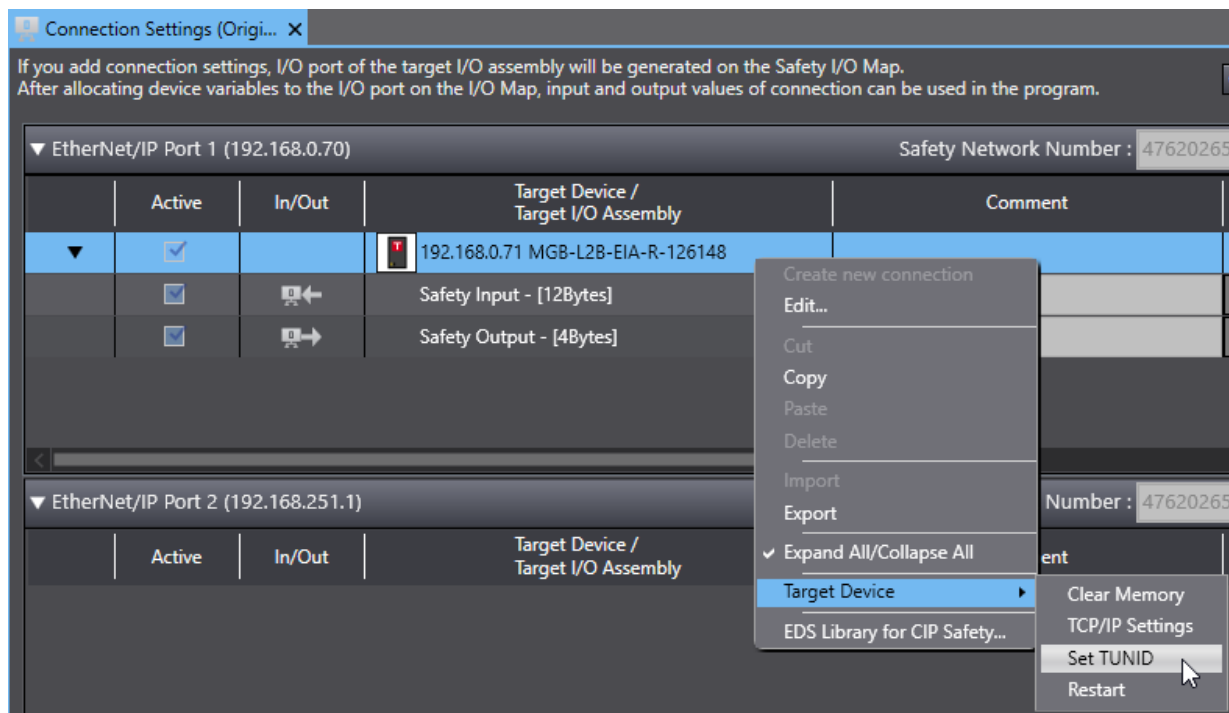 Connection Settings (Origi... X
If you add connection settings, I/O port of the target I/O assembly will be generated on the Safety I/O Map.
After allocating device variables to the I/O port on the I/O Map, input and output values of connection can be used in the program.
▼ EtherNet/IP Port 1 (192.168.0.70) Safety Network Number : 47620265
Active In/Out Target Device / Comment
Target I/O Assembly
▼ T 192.168.0.71 MGB-L2B-EIA-R-126148
Safety Input - [12Bytes]
Safety Output - [4Bytes]
Create new connection
Edit...
Cut
Copy
Paste
Delete
Import
Export
Expand All/Collapse All
Target Device
EDS Library for CIP Safety...
Clear Memory
TCP/IP Settings
Set TUNID
Restart
▼ EtherNet/IP Port 2 (192.168.251.1) Number : 47620265
Active In/Out Target Device / ent
Target I/O Assembly